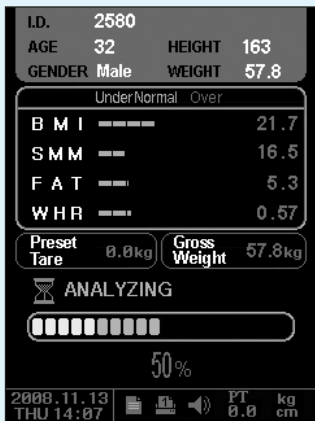 I.D. 2580
AGE 32 HEIGHT 163
GENDER Male WEIGHT 57.8
Under Normal Over
BMI 21.7
SMM 16.5
FAT 5.3
WHR 0.57
Preset Tare 0.0kg Gross Weight 57.8kg
ANALYZING
50%
2008.11.13 PT kg
THU 14:07 1 0.0 cm